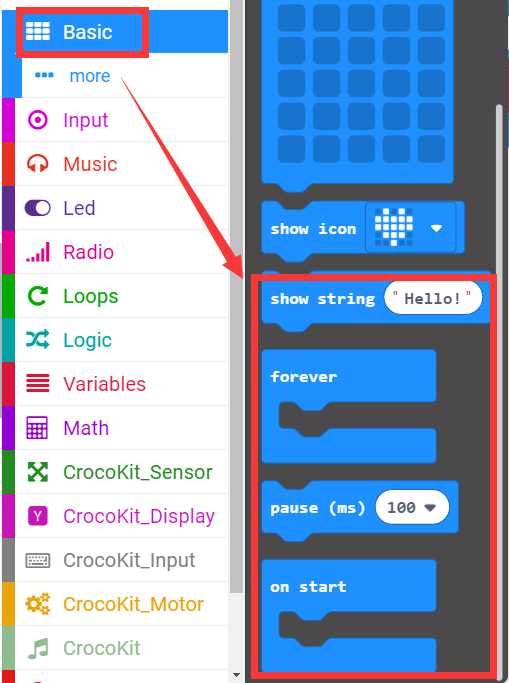 Basic
more
Input
Music
Led
Radio
Loops
Logic
Variables
Math
CrocoKit_Sensor
Y CrocoKit_Display
CrocoKit_Input
CrocoKit_Motor
CrocoKit
show icon
show string "Hello!"
forever
pause (ms) 100
on start